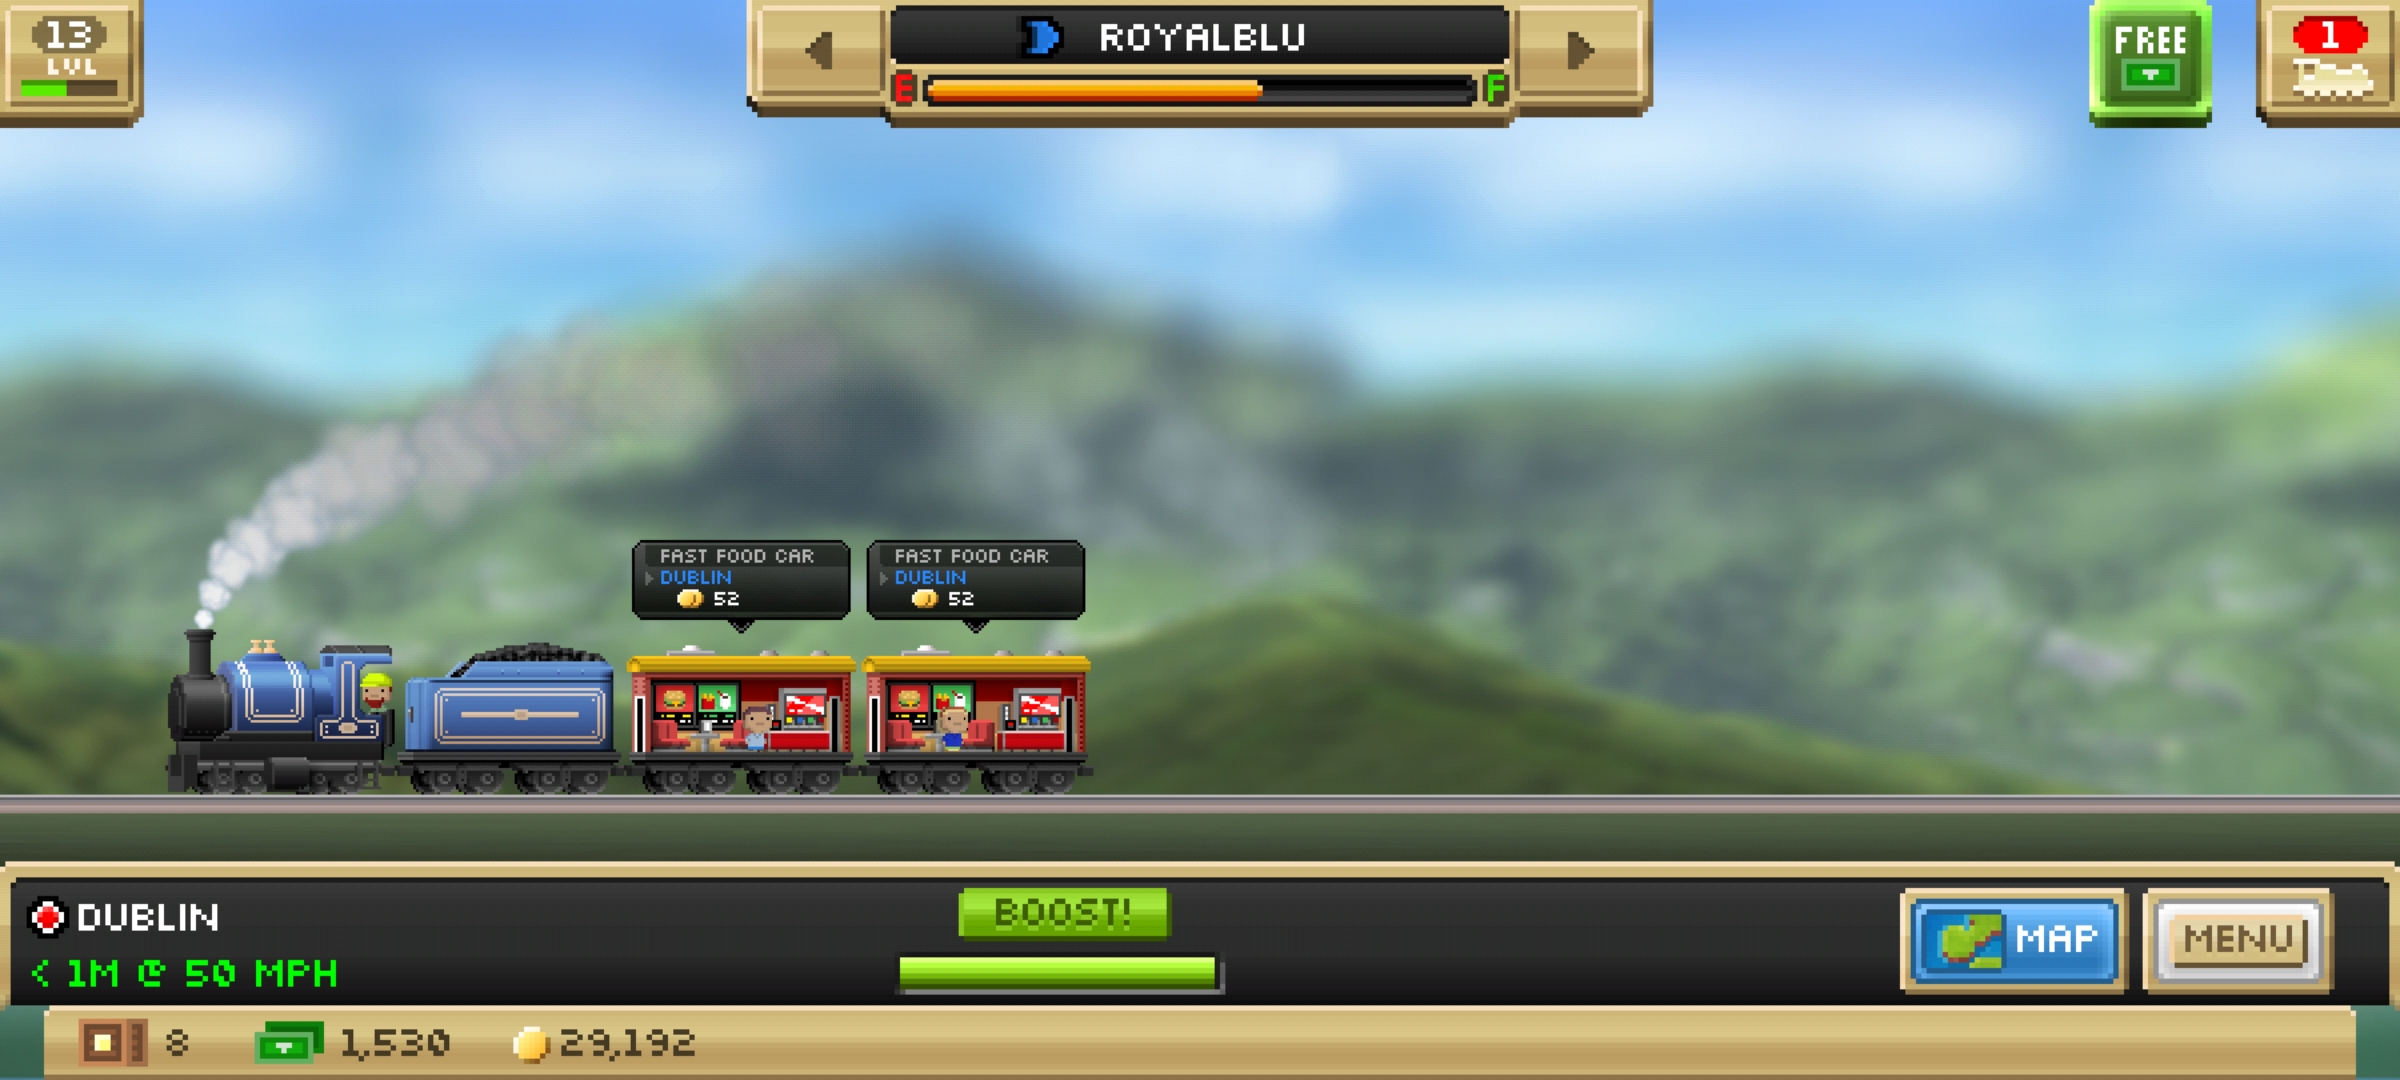 13
LVL
ROYALBLU
E
F
FREE
1
FAST FOOD CAR
DUBLIN
52
FAST FOOD CAR
DUBLIN
52
DUBLIN
< 1M @ 50 MPH
BOOST!
MAP
MENU
8
1,530
29,192